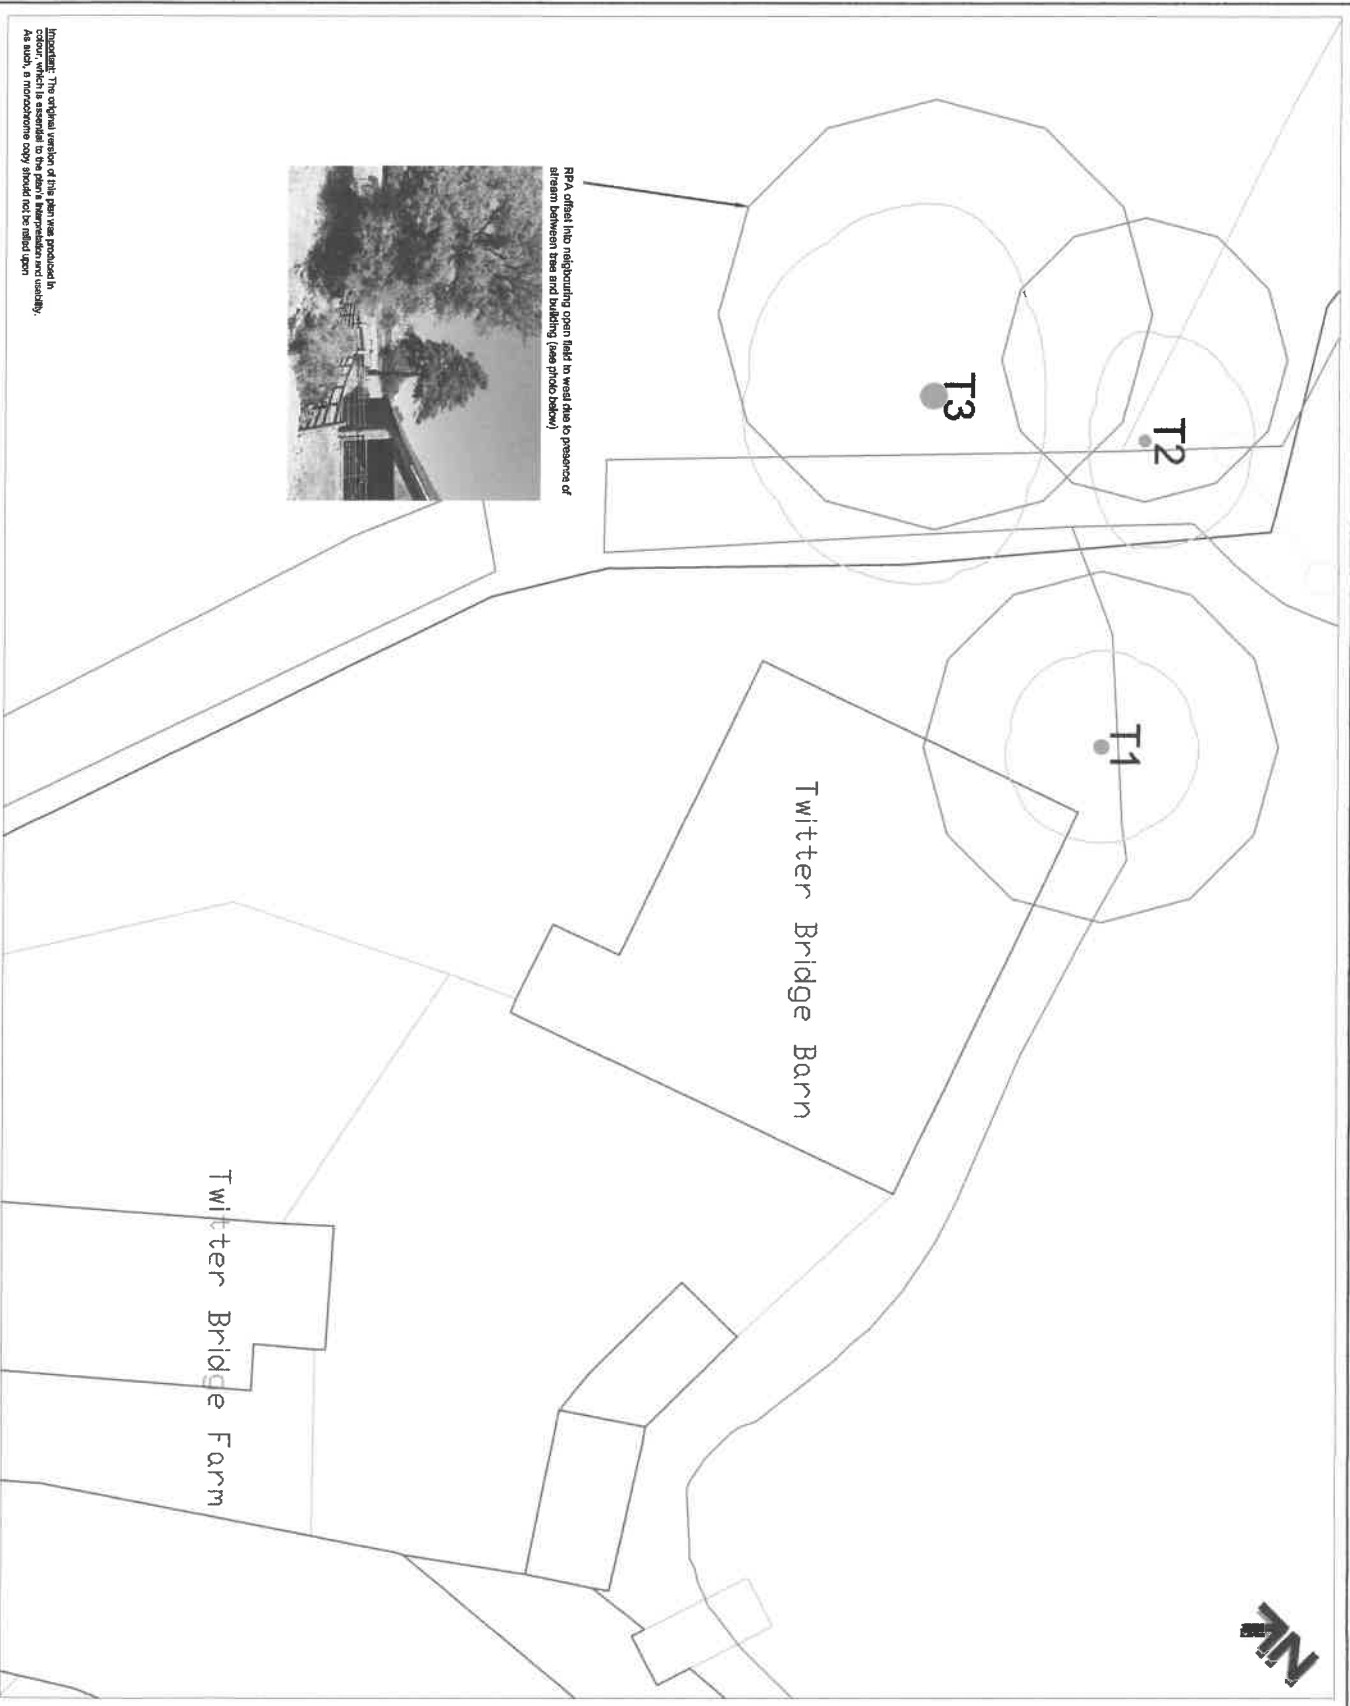 Important: The original version of this plan was produced in
colour, which is essential to the plan's interpretation and usability.
As such, a monochrome copy should not be relied upon
RPA offset into neigbouring open field to west due to presence of
stream between tree and building (see photo below)
T3
T2
T1
Twitter Bridge Barn
Twitter Bridge Farm
N